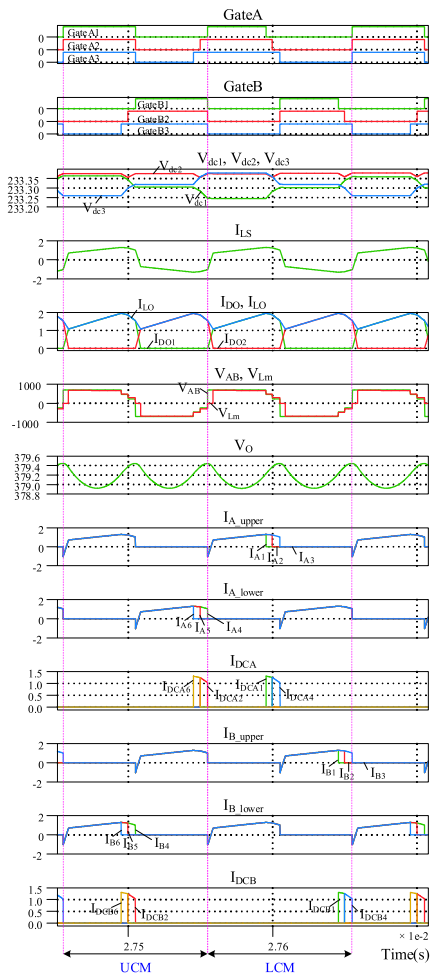 GateA
GateA1
0
GateA2
0
GateA3
0
GateB
GateB1
0
GateB2
0
GateB3
0
Vdc1, Vdc2, Vdc3
Vdc2
233.35
233.30
233.25
Vdc3
Vdc1
233.20
ILS
2
0
-2
IDO, ILO
2
ILO
1
IDO1
IDO2
0
VAB, VLm
1000
VAB
0
VLm
-1000
VO
379.6
379.4
379.2
379.0
378.8
IA_upper
2
0
IA1
IA2
IA3
-2
IA_lower
2
0
IA6
IA5
IA4
-2
IDCA
1.5
1.0
IDCA6
IDCA2
IDCA1
IDCA4
0.5
0.0
IB_upper
2
0
IB1
IB2
IB3
-2
IB_lower
2
0
IB6
IB5
IB4
-2
IDCB
1.5
1.0
IDCB6
IDCB2
IDCB1
IDCB4
0.5
0.0
× 1e-2
2.75
2.76
Time(s)
UCM
LCM